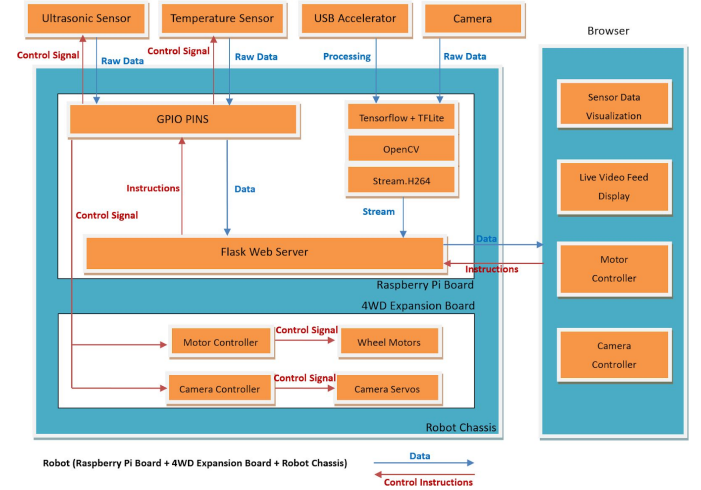 Ultrasonic Sensor
Temperature Sensor
USB Accelerator
Camera
Browser
Control Signal
Raw Data
Control Signal
Raw Data
Processing
Raw Data
GPIO PINS
Tensorflow + TFLite
OpenCV
Stream.H264
Sensor Data
Visualization
Instructions
Data
Control Signal
Stream
Live Video Feed
Display
Flask Web Server
Data
Instructions
Motor
Controller
Raspberry Pi Board
4WD Expansion Board
Motor Controller
Control Signal
Wheel Motors
Camera
Controller
Camera Controller
Control Signal
Camera Servos
Robot Chassis
Robot (Raspberry Pi Board + 4WD Expansion Board + Robot Chassis)
Data
Control Instructions